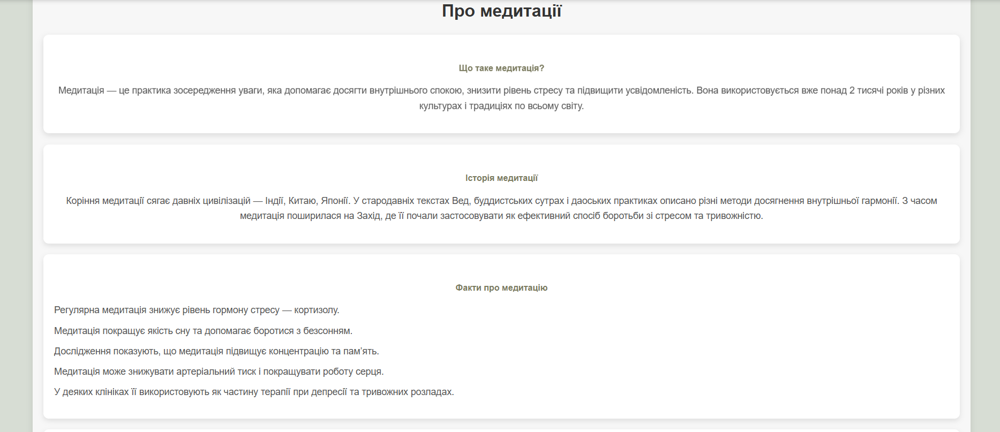 Про медитації
Що таке медитація?
Медитація — це практика зосередження уваги, яка допомагає досягти внутрішнього спокою, знизити рівень стресу та підвищити усвідомленість. Вона використовується вже понад 2 тисячі років у різних
культурах і традиціях по всьому світу.
Історія медитації
Коріння медитації сягає давніх цивілізацій — Індії, Китаю, Японії. У стародавніх текстах Вед, буддистських сутрах і даоських практиках описано різні методи досягнення внутрішньої гармонії. З часом
медитація поширилася на Захід, де її почали застосовувати як ефективний спосіб боротьби зі стресом та тривожністю.
Факти про медитацію
Регулярна медитація знижує рівень гормону стресу — кортизолу.
Медитація покращує якість сну та допомагає боротися з безсонням.
Дослідження показують, що медитація підвищує концентрацію та пам'ять.
Медитація може знижувати артеріальний тиск і покращувати роботу серця.
У деяких клініках її використовують як частину терапії при депресії та тривожних розладах.